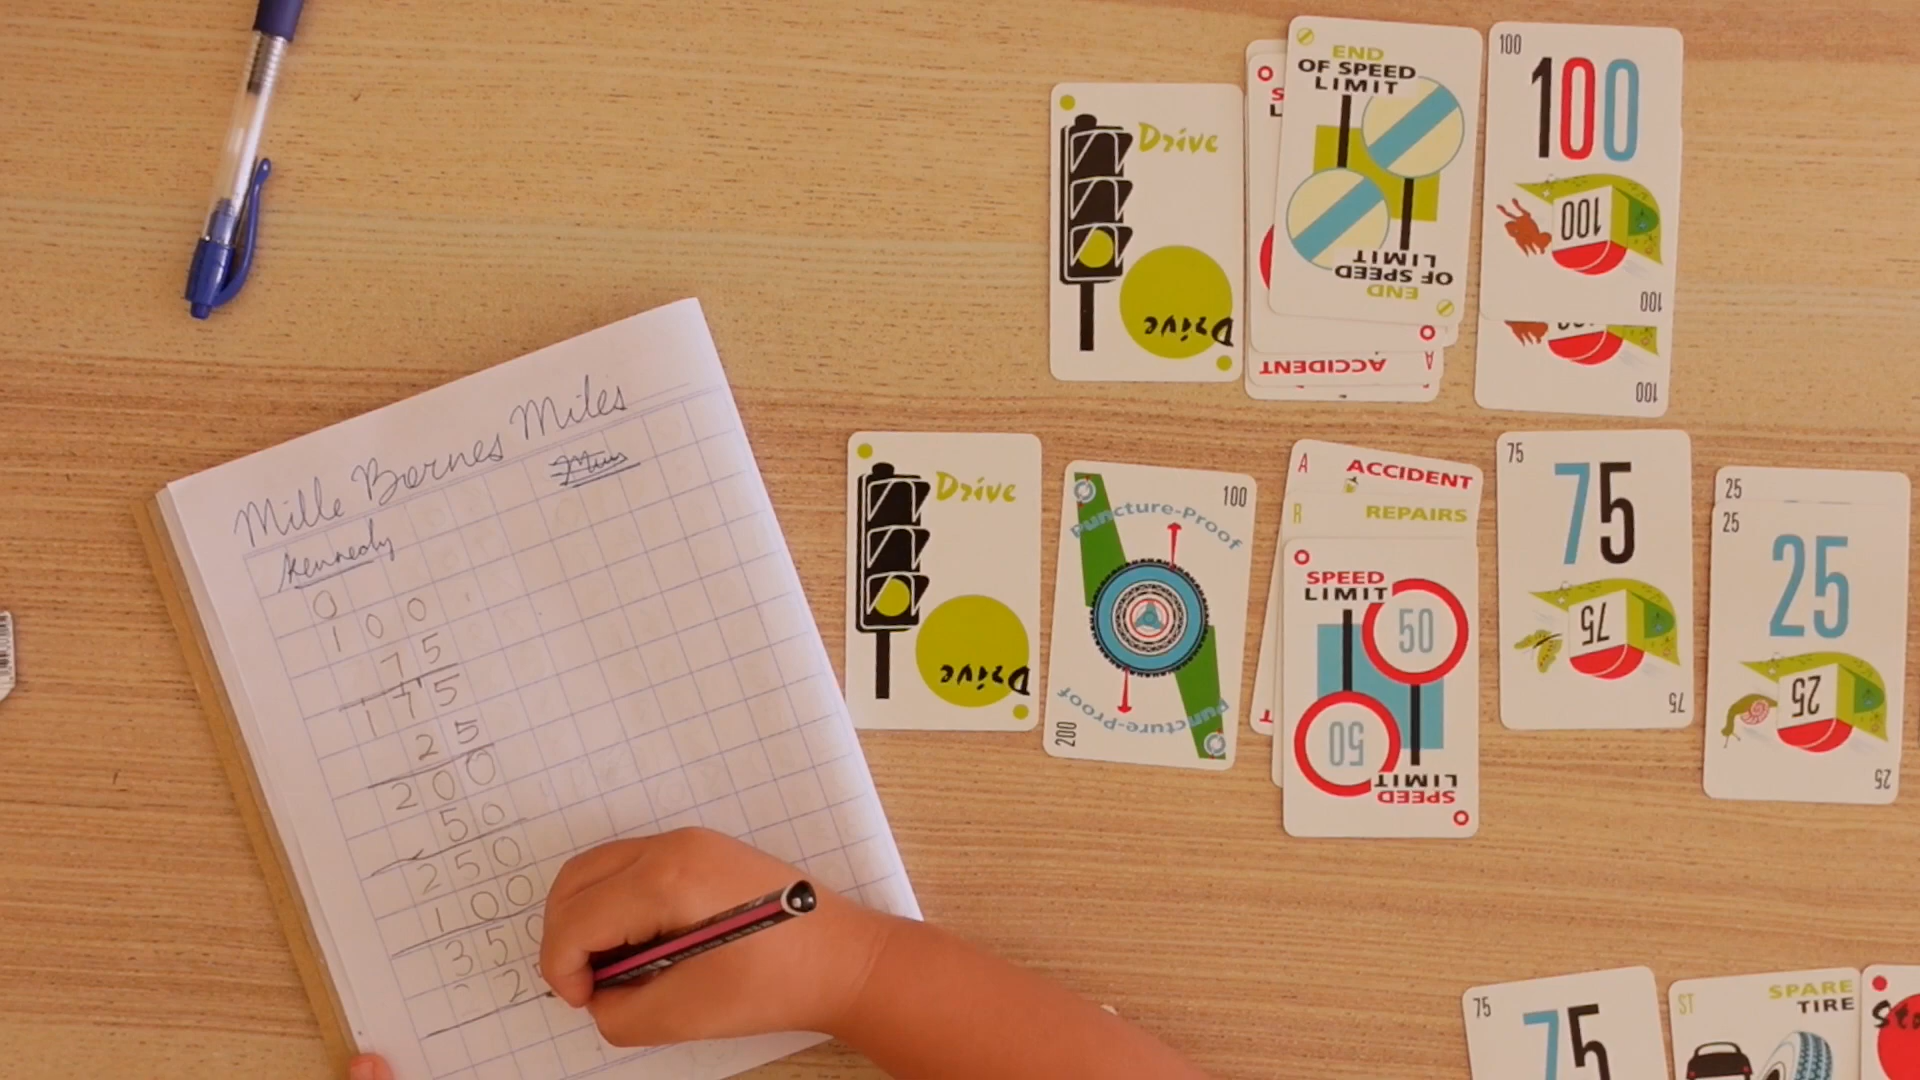 Mille Bornes Miles
Kennedy
0
100
75
175
25
200
50
250
100
350
2
Drive
Drive
S
L
END
OF SPEED
LIMIT
END
OF SPEED
LIMIT
ACCIDENT
A
100
100
100
100
100
Drive
Drive
100
Puncture-Proof
Puncture-Proof
200
A ACCIDENT
R REPAIRS
SPEED
LIMIT
50
50
SPEED
LIMIT
75
75
75
75
25
25
25
25
25
75
75
ST SPARE
TIRE